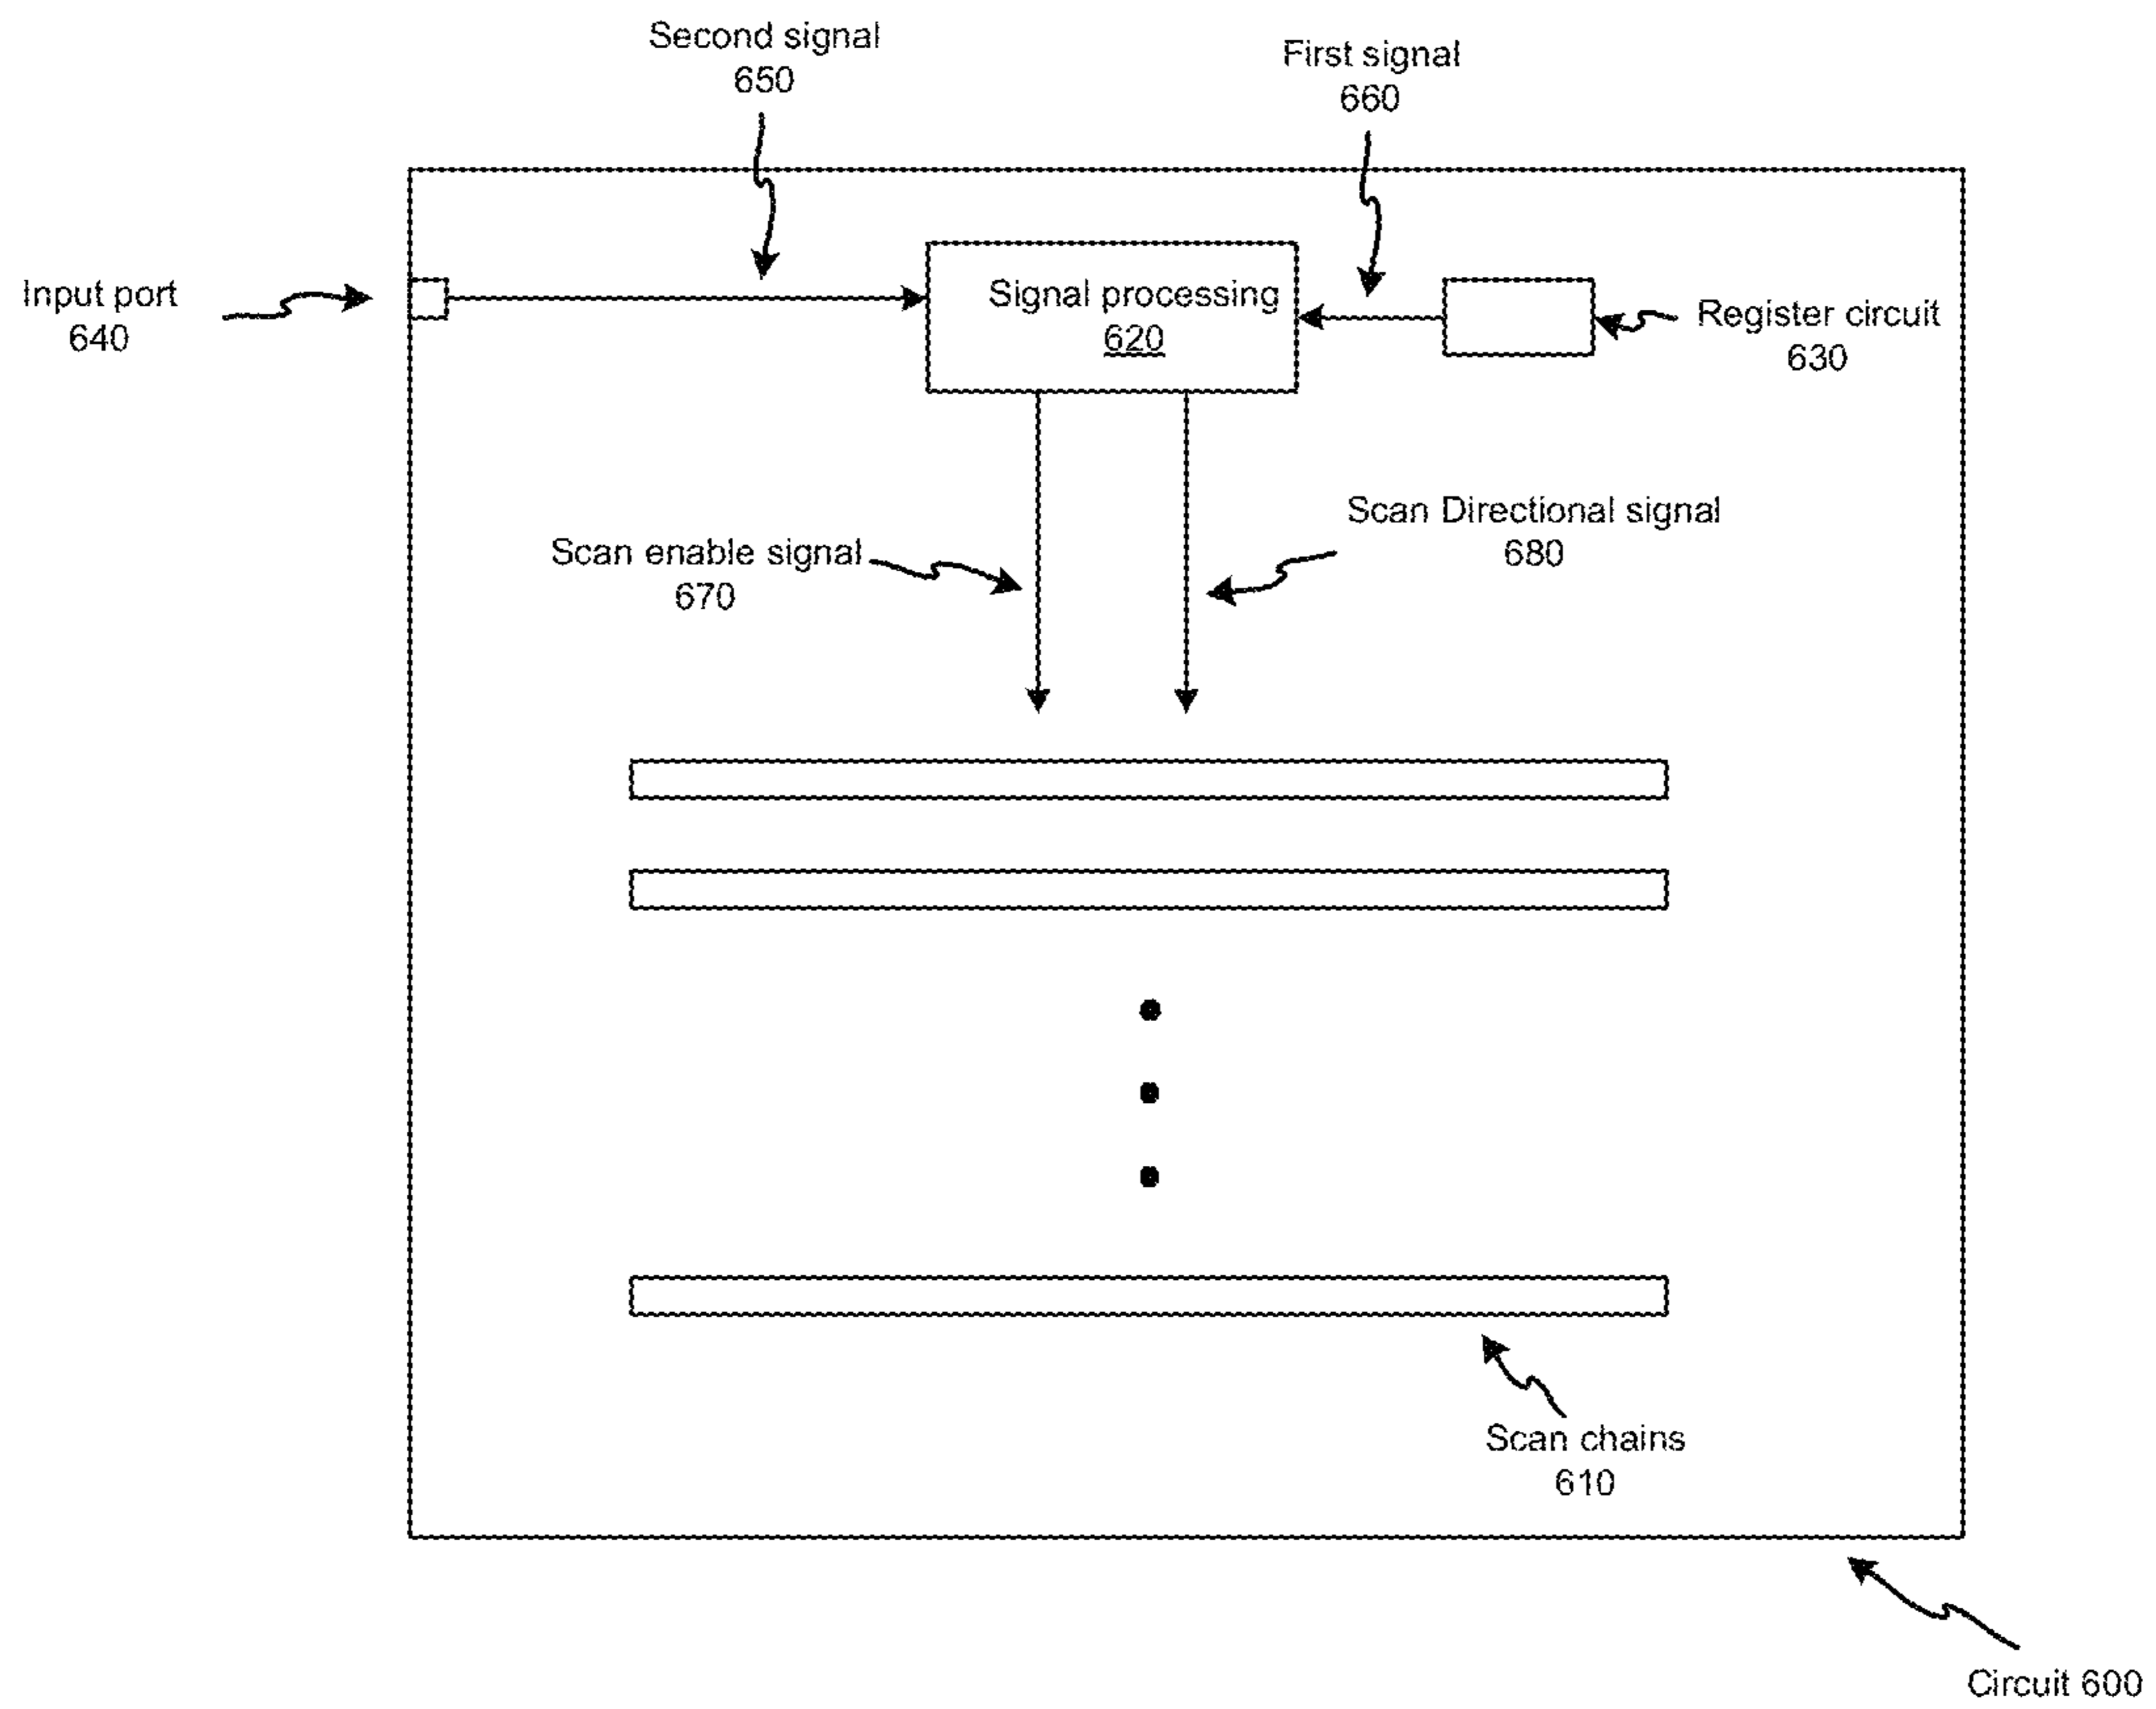 Second signal
650
First signal
660
Input port
640
Signal processing
620
Register circuit
630
Scan Directional signal
680
Scan enable signal
670
Scan chains
610
Circuit 600